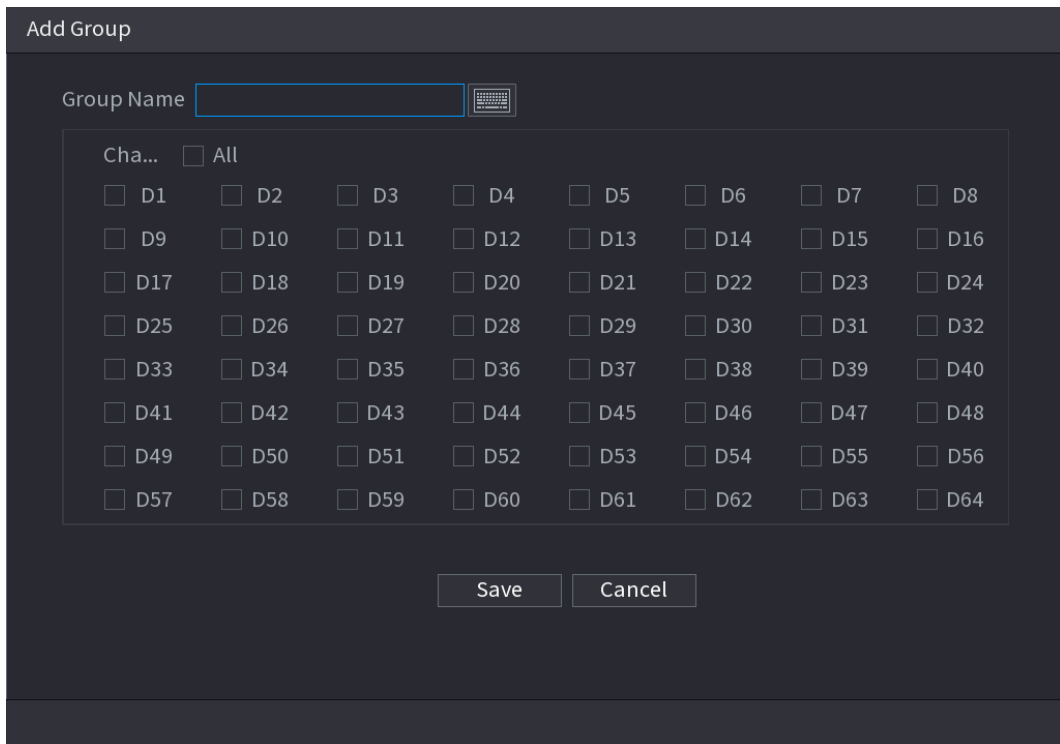 Add Group
Group Name
Cha... All
D1 D2 D3 D4 D5 D6 D7 D8
D9 D10 D11 D12 D13 D14 D15 D16
D17 D18 D19 D20 D21 D22 D23 D24
D25 D26 D27 D28 D29 D30 D31 D32
D33 D34 D35 D36 D37 D38 D39 D40
D41 D42 D43 D44 D45 D46 D47 D48
D49 D50 D51 D52 D53 D54 D55 D56
D57 D58 D59 D60 D61 D62 D63 D64
Save Cancel